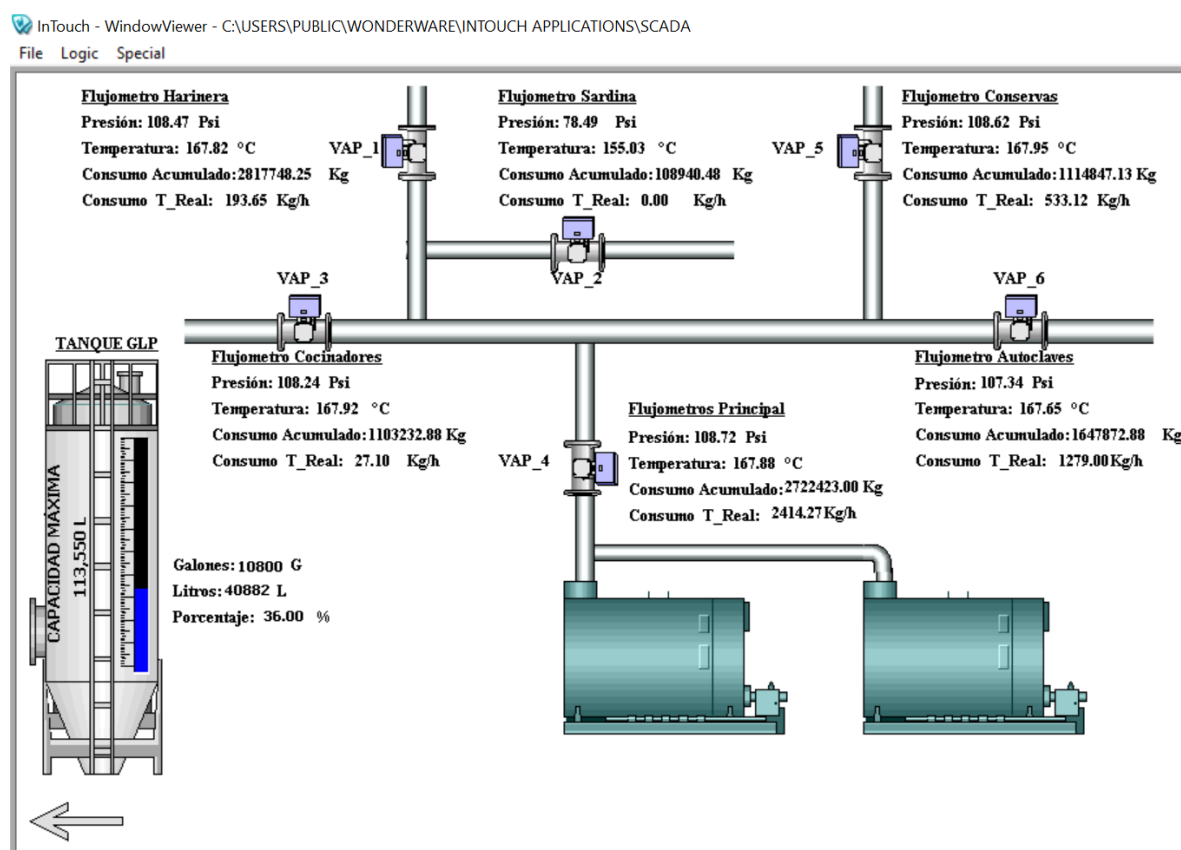 InTouch - WindowViewer - C:\USERS\PUBLIC\WONDERWARE\INTOUCH APPLICATIONS\SCADA
File Logic Special
Flujometro Harinera
Presión: 108.47 Psi
Temperatura: 167.82 °C
Consumo Acumulado:2817748.25 Kg
Consumo T_Real: 193.65 Kg/h
VAP_1
Flujometro Sardina
Presión: 78.49 Psi
Temperatura: 155.03 °C
Consumo Acumulado:108940.48 Kg
Consumo T_Real: 0.00 Kg/h
VAP_2
VAP_5
Flujometro Conservas
Presión: 108.62 Psi
Temperatura: 167.95 °C
Consumo Acumulado:1114847.13 Kg
Consumo T_Real: 533.12 Kg/h
VAP_3
Flujometro Cocinadores
Presión: 108.24 Psi
Temperatura: 167.92 °C
Consumo Acumulado:1103232.88 Kg
Consumo T_Real: 27.10 Kg/h
VAP_4
Flujometros Principal
Presión: 108.72 Psi
Temperatura: 167.88 °C
Consumo Acumulado:2722423.00 Kg
Consumo T_Real: 2414.27 Kg/h
VAP_6
Flujometro Autoclaves
Presión: 107.34 Psi
Temperatura: 167.65 °C
Consumo Acumulado:1647872.88 Kg
Consumo T_Real: 1279.00 Kg/h
TANQUE GLP
CAPACIDAD MÁXIMA
113,550 L
Galones: 10800 G
Litros: 40882 L
Porcentaje: 36.00 %